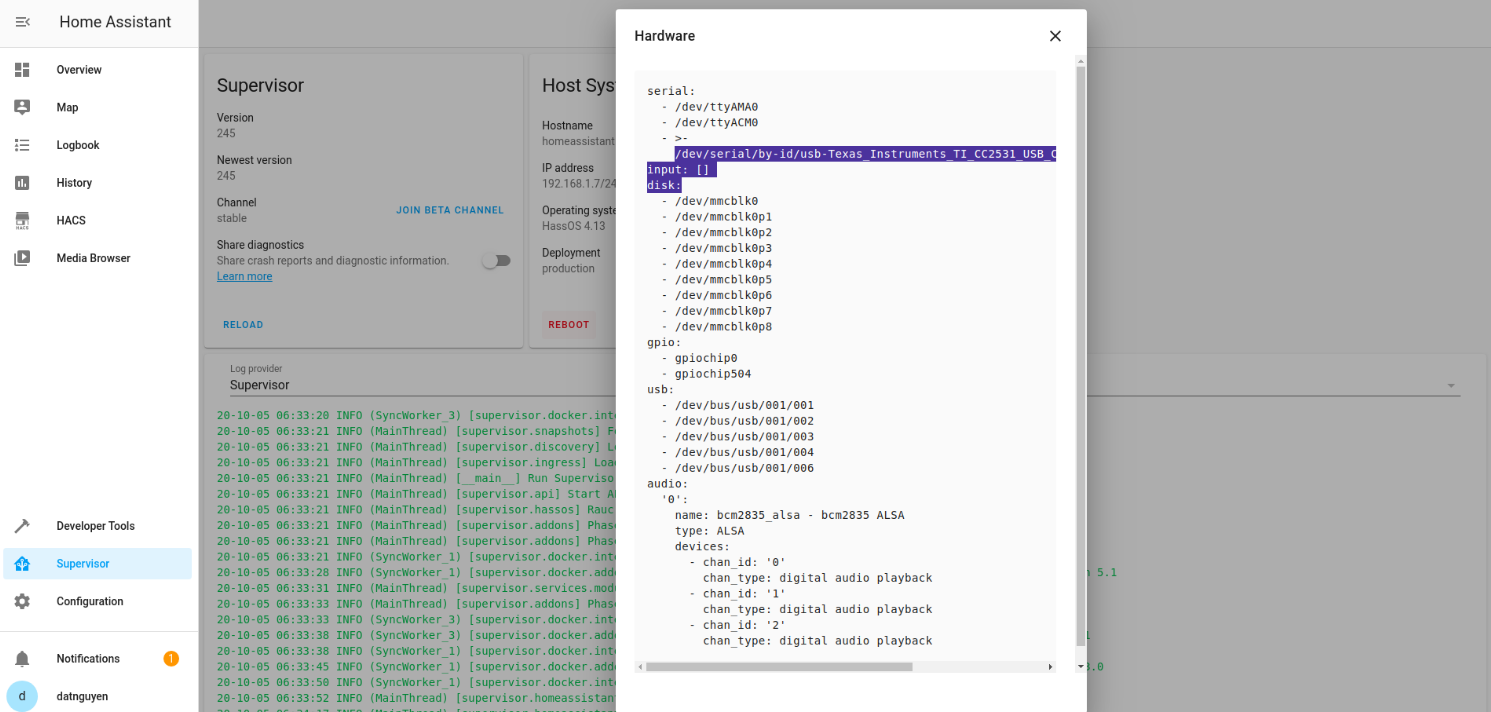 Home Assistant
Overview
Map
Logbook
History
HACS
HACS
Media Browser
Developer Tools
Supervisor
Configuration
Notifications
1
d
datnguyen
Supervisor
Version
245
Newest version
245
Channel
stable
JOIN BETA CHANNEL
Share diagnostics
Share crash reports and diagnostic information.
Learn more
RELOAD
Host Sys
Hostname
homeassistant
IP address
192.168.1.7/24
Operating syste
HassOS 4.13
Deployment
production
REBOOT
Log provider
Supervisor
20-10-05 06:33:20 INFO (SyncWorker_3) [supervisor.docker.inte
20-10-05 06:33:21 INFO (MainThread) [supervisor.snapshots] Fo
20-10-05 06:33:21 INFO (MainThread) [supervisor.discovery] Lo
20-10-05 06:33:21 INFO (MainThread) [supervisor.ingress] Load
20-10-05 06:33:21 INFO (MainThread) [__main__] Run Superviso
20-10-05 06:33:21 INFO (MainThread) [supervisor.api] Start A
20-10-05 06:33:21 INFO (MainThread) [supervisor.hassos] Rauc
20-10-05 06:33:21 INFO (MainThread) [supervisor.addons] Phase
20-10-05 06:33:21 INFO (MainThread) [supervisor.addons] Phase
20-10-05 06:33:21 INFO (SyncWorker_1) [supervisor.docker.inte
20-10-05 06:33:28 INFO (SyncWorker_1) [supervisor.docker.addo n 5.1
20-10-05 06:33:31 INFO (MainThread) [supervisor.services.modu
20-10-05 06:33:33 INFO (MainThread) [supervisor.addons] Phase
20-10-05 06:33:33 INFO (SyncWorker_3) [supervisor.docker.inte
20-10-05 06:33:38 INFO (SyncWorker_3) [supervisor.docker.addo
20-10-05 06:33:38 INFO (SyncWorker_1) [supervisor.docker.inte
20-10-05 06:33:45 INFO (SyncWorker_1) [supervisor.docker.addo 3.0
20-10-05 06:33:50 INFO (SyncWorker_1) [supervisor.docker.inte
20-10-05 06:33:52 INFO (MainThread) [supervisor.homeassistant
Hardware
serial:
- /dev/ttyAMA0
- /dev/ttyACM0
- >-
/dev/serial/by-id/usb-Texas_Instruments_TI_CC2531_USB_C
input: []
disk:
- /dev/mmcblk0
- /dev/mmcblk0p1
- /dev/mmcblk0p2
- /dev/mmcblk0p3
- /dev/mmcblk0p4
- /dev/mmcblk0p5
- /dev/mmcblk0p6
- /dev/mmcblk0p7
- /dev/mmcblk0p8
gpio:
- gpiochip0
- gpiochip504
usb:
- /dev/bus/usb/001/001
- /dev/bus/usb/001/002
- /dev/bus/usb/001/003
- /dev/bus/usb/001/004
- /dev/bus/usb/001/006
audio:
'0':
name: bcm2835_alsa - bcm2835 ALSA
type: ALSA
devices:
- chan_id: '0'
chan_type: digital audio playback
- chan_id: '1'
chan_type: digital audio playback
- chan_id: '2'
chan_type: digital audio playback